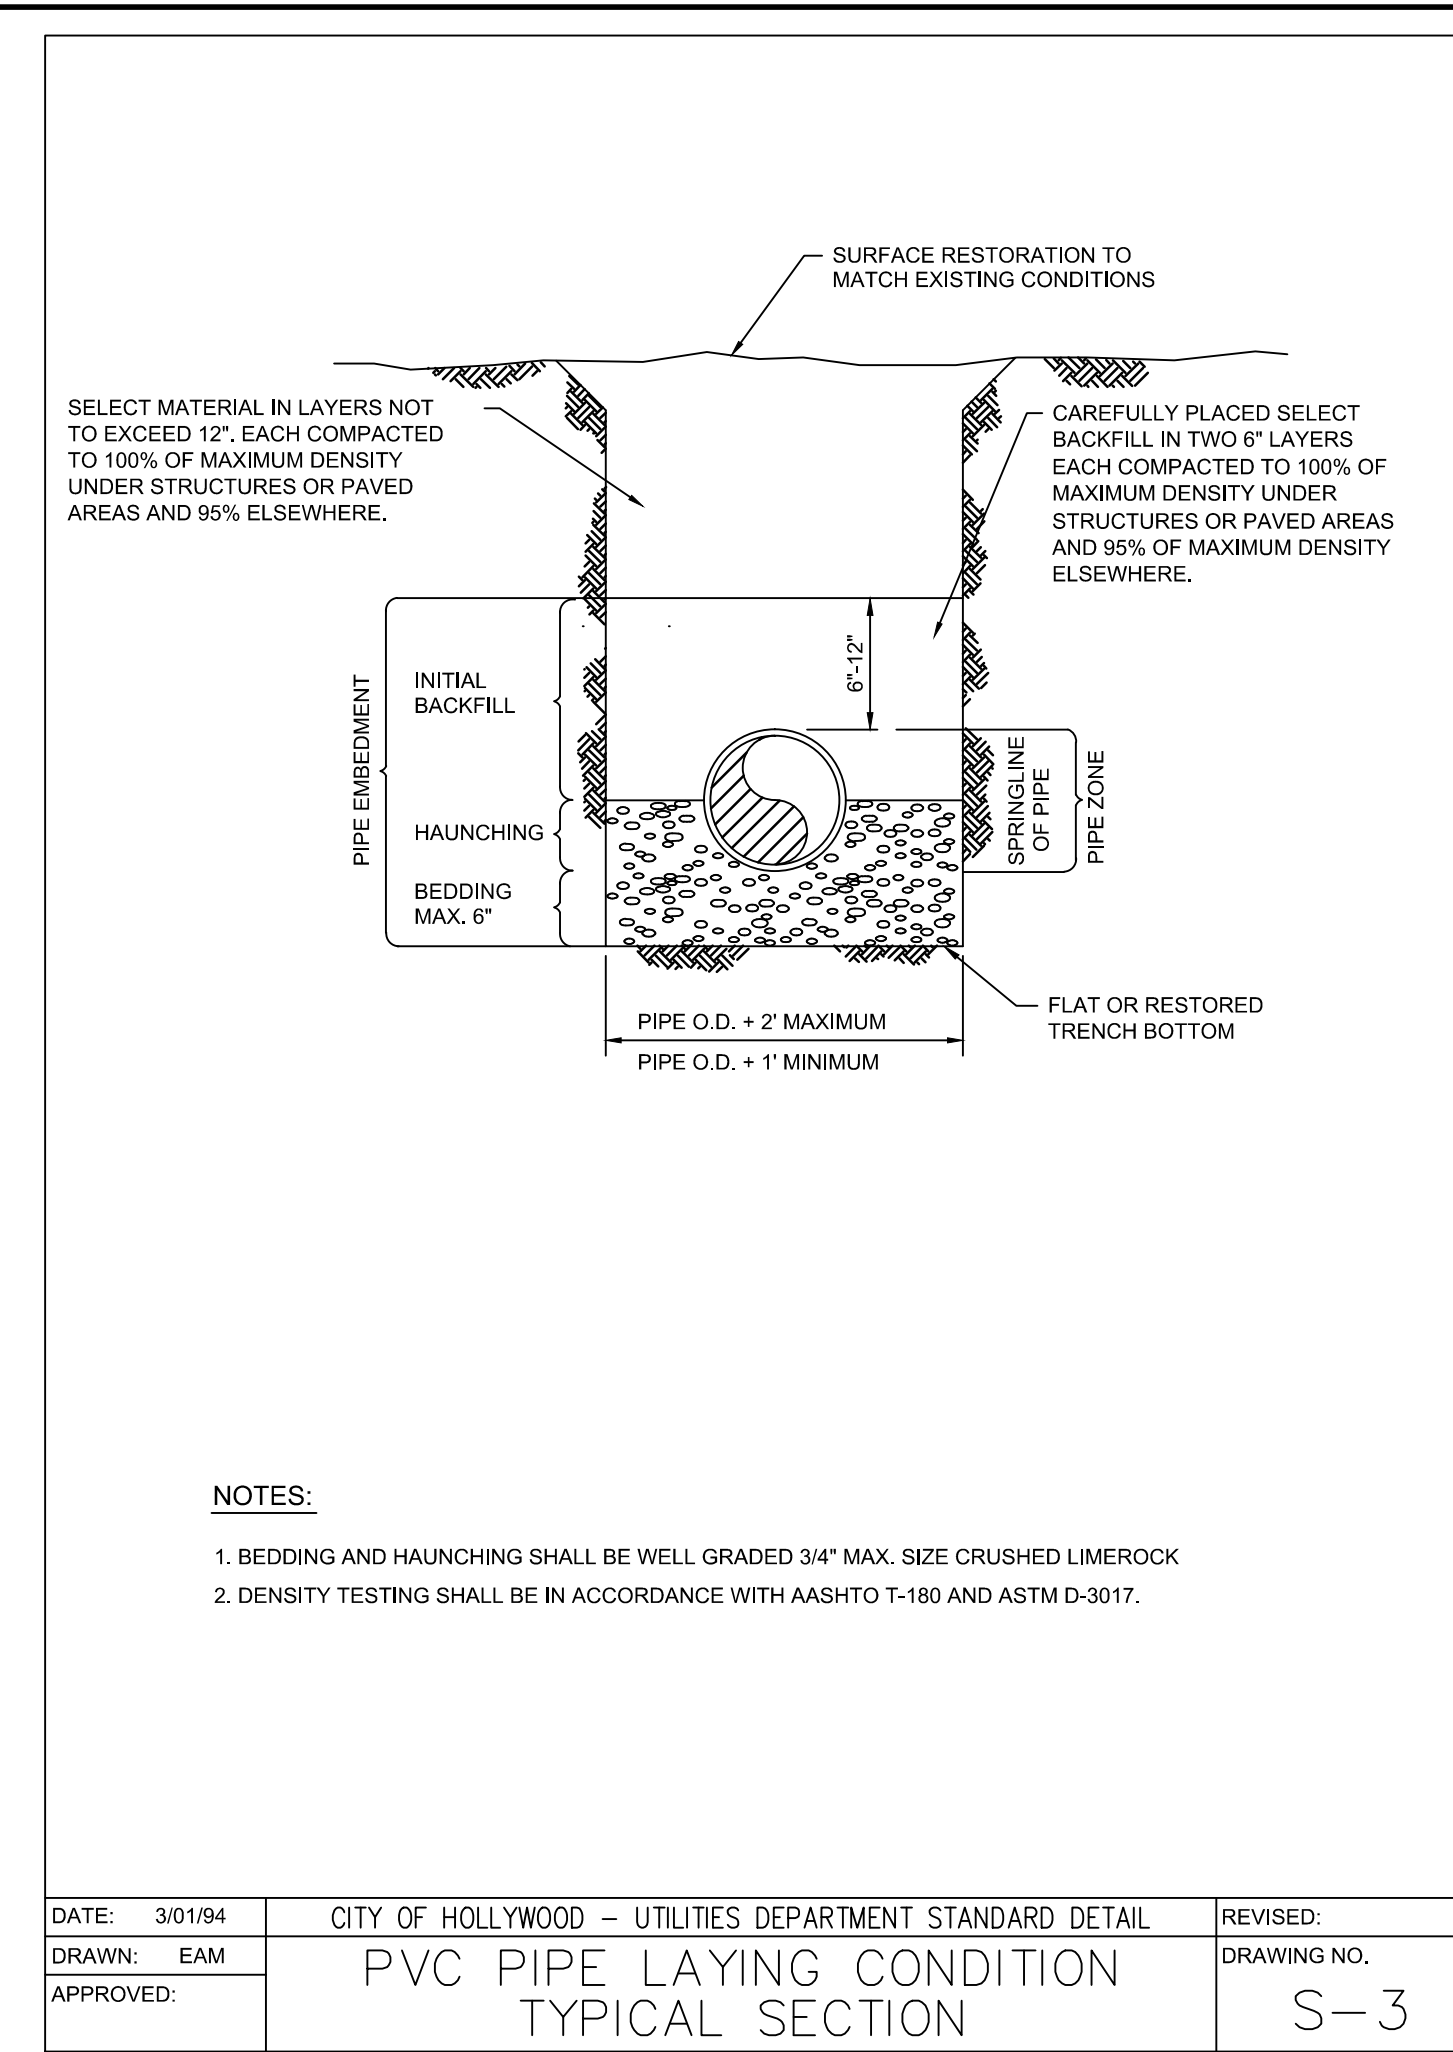 SURFACE RESTORATION TO
MATCH EXISTING CONDITIONS
SELECT MATERIAL IN LAYERS NOT
TO EXCEED 12". EACH COMPACTED
TO 100% OF MAXIMUM DENSITY
UNDER STRUCTURES OR PAVED
AREAS AND 95% ELSEWHERE.
CAREFULLY PLACED SELECT
BACKFILL IN TWO 6" LAYERS
EACH COMPACTED TO 100% OF
MAXIMUM DENSITY UNDER
STRUCTURES OR PAVED AREAS
AND 95% OF MAXIMUM DENSITY
ELSEWHERE.
PIPE EMBEDMENT
INITIAL
BACKFILL
HAUNCHING
BEDDING
MAX. 6"
6"-12"
SPRINGLINE
OF PIPE
PIPE ZONE
FLAT OR RESTORED
TRENCH BOTTOM
PIPE O.D. + 2' MAXIMUM
PIPE O.D. + 1' MINIMUM
NOTES:
1. BEDDING AND HAUNCHING SHALL BE WELL GRADED 3/4" MAX. SIZE CRUSHED LIMEROCK
2. DENSITY TESTING SHALL BE IN ACCORDANCE WITH AASHTO T-180 AND ASTM D-3017.
DATE: 3/01/94
DRAWN: EAM
APPROVED:
CITY OF HOLLYWOOD – UTILITIES DEPARTMENT STANDARD DETAIL
PVC PIPE LAYING CONDITION
TYPICAL SECTION
REVISED:
DRAWING NO.
S-3